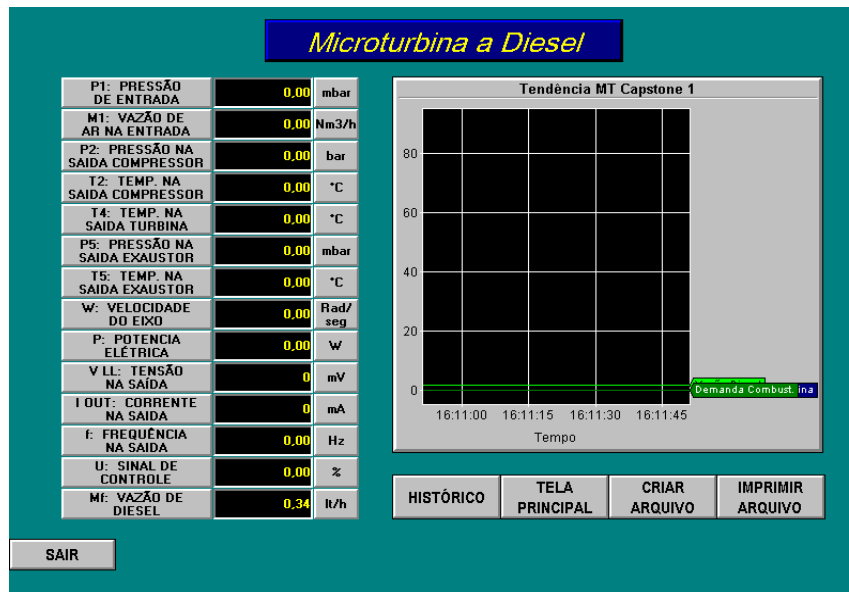 Microturbina a Diesel
P1: PRESSÃO
DE ENTRADA
0,00
mbar
M1: VAZÃO DE
AR NA ENTRADA
0,00
Nm3/h
P2: PRESSÃO NA
SAIDA COMPRESSOR
0,00
bar
T2: TEMP. NA
SAIDA COMPRESSOR
0,00
°C
T4: TEMP. NA
SAIDA TURBINA
0,00
°C
P5: PRESSÃO NA
SAIDA EXAUSTOR
0,00
mbar
T5: TEMP. NA
SAIDA EXAUSTOR
0,00
°C
W: VELOCIDADE
DO EIXO
0,00
Rad/
seg
P: POTENCIA
ELÉTRICA
0,00
W
V LL: TENSÃO
NA SAÍDA
0
mV
I OUT: CORRENTE
NA SAIDA
0
mA
f: FREQUÊNCIA
NA SAIDA
0,00
Hz
U: SINAL DE
CONTROLE
0,00
%
Mf: VAZÃO DE
DIESEL
0,34
lt/h
Tendència MT Capstone 1
80
60
40
20
0
Demanda Combust.
ina
16:11:00 16:11:15 16:11:30 16:11:45
Tempo
HISTÓRICO
TELA
PRINCIPAL
CRIAR
ARQUIVO
IMPRIMIR
ARQUIVO
SAIR